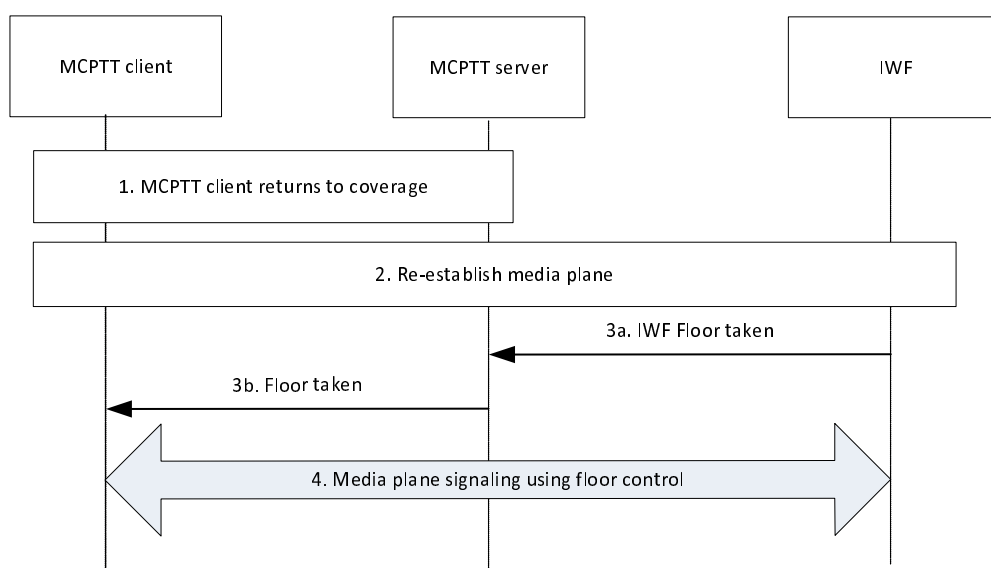 MCPTT client
MCPTT server
IWF
1. MCPTT client returns to coverage
2. Re-establish media plane
3a. IWF Floor taken
3b. Floor taken
4. Media plane signaling using floor control